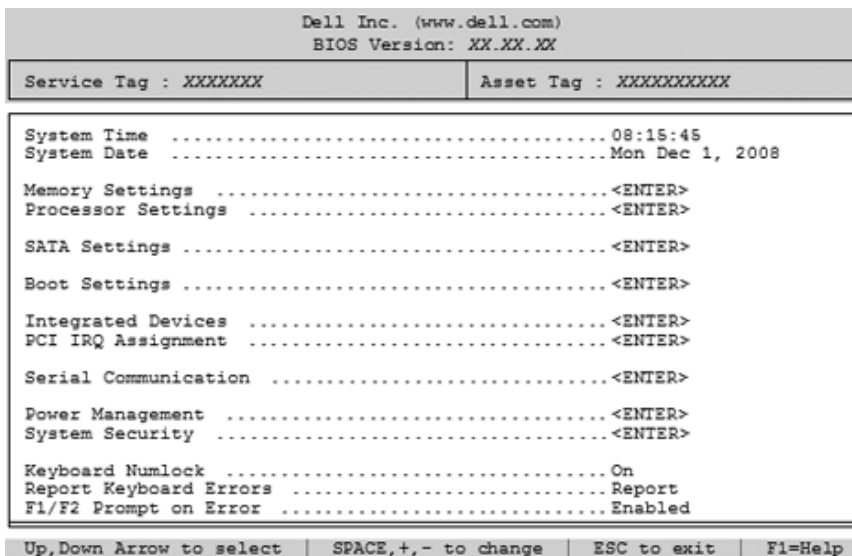 Dell Inc. (www.dell.com)
BIOS Version: XX.XX.XX
Service Tag : XXXXXXX Asset Tag : XXXXXXXXXX
System Time ......................................08:15:45
System Date ......................................Mon Dec 1, 2008
Memory Settings ..................................<ENTER>
Processor Settings ...............................<ENTER>
SATA Settings .....................................<ENTER>
Boot Settings .....................................<ENTER>
Integrated Devices ...............................<ENTER>
PCI IRQ Assignment ...............................<ENTER>
Serial Communication .............................<ENTER>
Power Management .................................<ENTER>
System Security ..................................<ENTER>
Keyboard Numlock .................................On
Report Keyboard Errors ...........................Report
F1/F2 Prompt on Error ............................Enabled
Up,Down Arrow to select | SPACE,+,- to change | ESC to exit | F1=Help